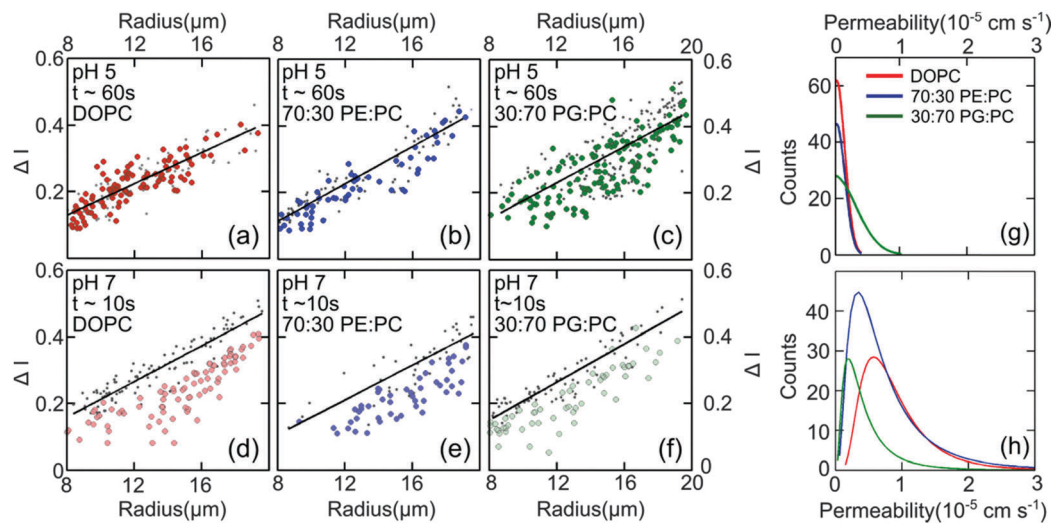 Radius(μm)
Radius(μm)
Permeability(10⁻⁵ cm s⁻¹)
8 12 16 8 12 16 8 12 16 20
0 1 2 3
0.6
0.4
0.2
Δ I
pH 5
t ~ 60s
DOPC
(a)
pH 5
t ~ 60s
70:30 PE:PC
(b)
pH 5
t ~ 60s
30:70 PG:PC
(c)
0.6
0.4
0.2
0
Δ I
60
40
20
0
Counts
DOPC
70:30 PE:PC
30:70 PG:PC
(g)
0.6
0.4
0.2
0
Δ I
pH 7
t ~ 10s
DOPC
(d)
pH 7
t ~10s
70:30 PE:PC
(e)
pH 7
t~10s
30:70 PG:PC
(f)
0.6
0.4
0.2
0
Δ I
40
30
20
10
0
Counts
(h)
8 12 16 8 12 16 8 12 16 20
0 1 2 3
Radius(μm)
Radius(μm)
Radius(μm)
Permeability(10⁻⁵ cm s⁻¹)